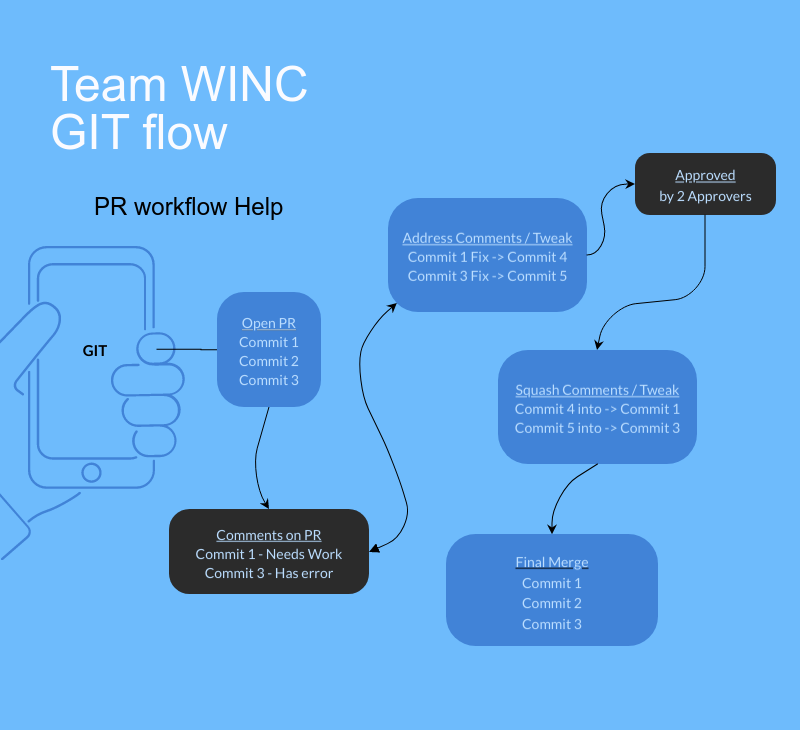 Team WINC
GIT flow
PR workflow Help
GIT
Open PR
Commit 1
Commit 2
Commit 3
Comments on PR
Commit 1 - Needs Work
Commit 3 - Has error
Address Comments / Tweak
Commit 1 Fix -> Commit 4
Commit 3 Fix -> Commit 5
Approved
by 2 Approvers
Squash Comments / Tweak
Commit 4 into -> Commit 1
Commit 5 into -> Commit 3
Final Merge
Commit 1
Commit 2
Commit 3